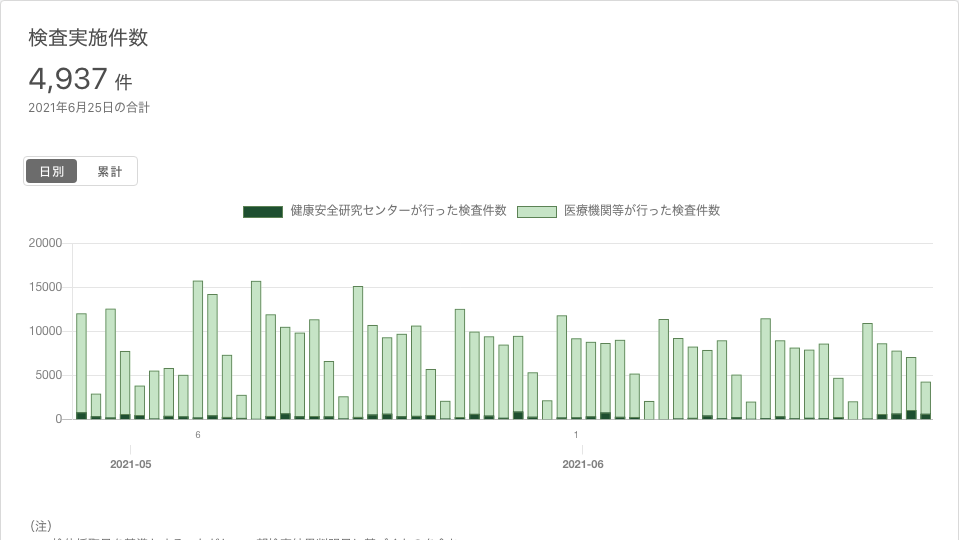 検査実施件数
4,937 件
2021年6月25日の合計
日別 累計
健康安全研究センターが行った検査件数 医療機関等が行った検査件数
20000
15000
10000
5000
0
6 1
2021-05 2021-06
（注）